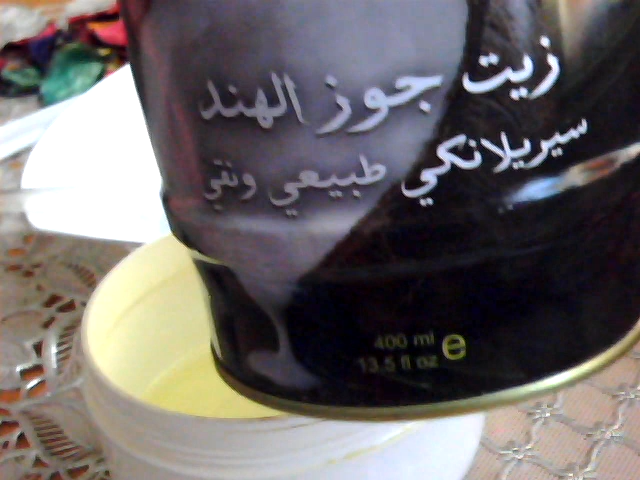 زيت جوز الهند
سيريلانكي طبيعي ونقي
400 ml e
13.5 fl oz